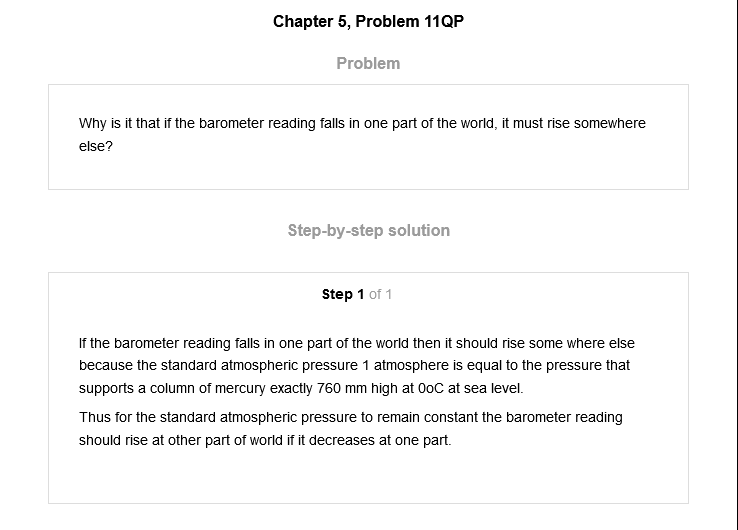 Chapter 5, Problem 11QP
Problem
Why is it that if the barometer reading falls in one part of the world, it must rise somewhere
else?
Step-by-step solution
Step 1 of 1
If the barometer reading falls in one part of the world then it should rise some where else
because the standard atmospheric pressure 1 atmosphere is equal to the pressure that
supports a column of mercury exactly 760 mm high at 0oC at sea level.
Thus for the standard atmospheric pressure to remain constant the barometer reading
should rise at other part of world if it decreases at one part.